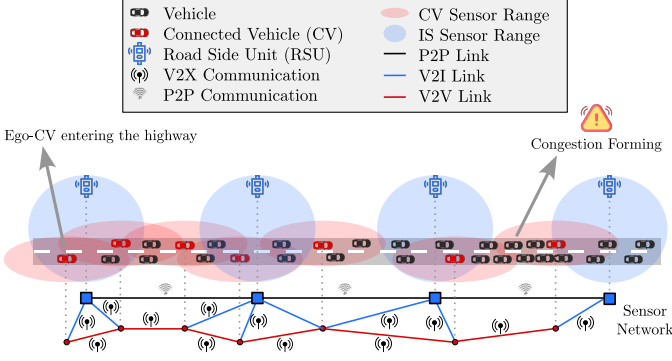 Vehicle
Connected Vehicle (CV)
Road Side Unit (RSU)
V2X Communication
P2P Communication
CV Sensor Range
IS Sensor Range
P2P Link
V2I Link
V2V Link
Ego-CV entering the highway
Congestion Forming
Sensor
Network